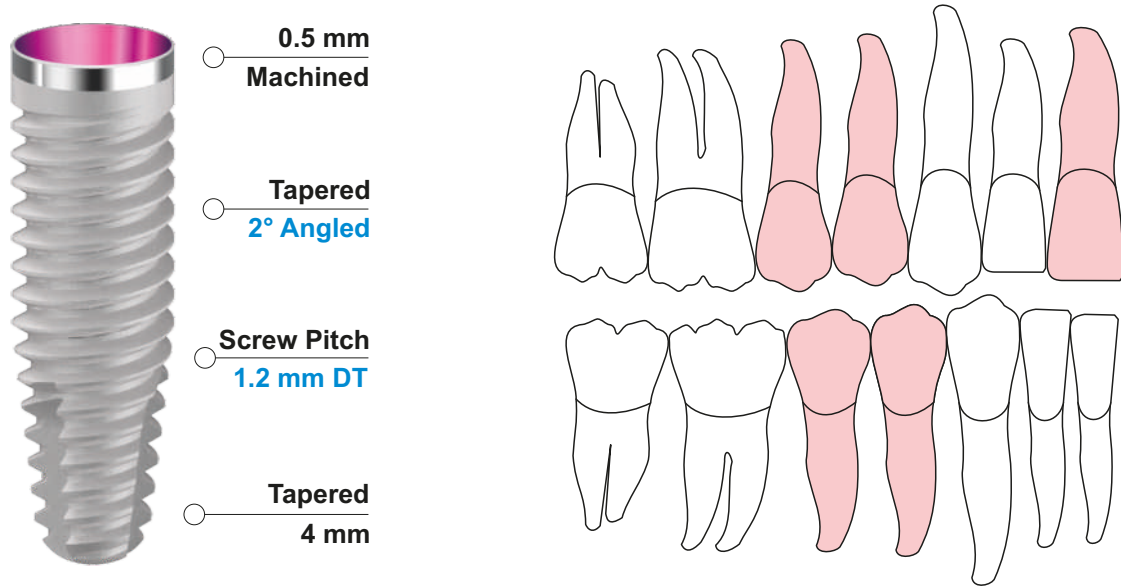 0.5 mm
Machined
Tapered
2° Angled
Screw Pitch
1.2 mm DT
Tapered
4 mm